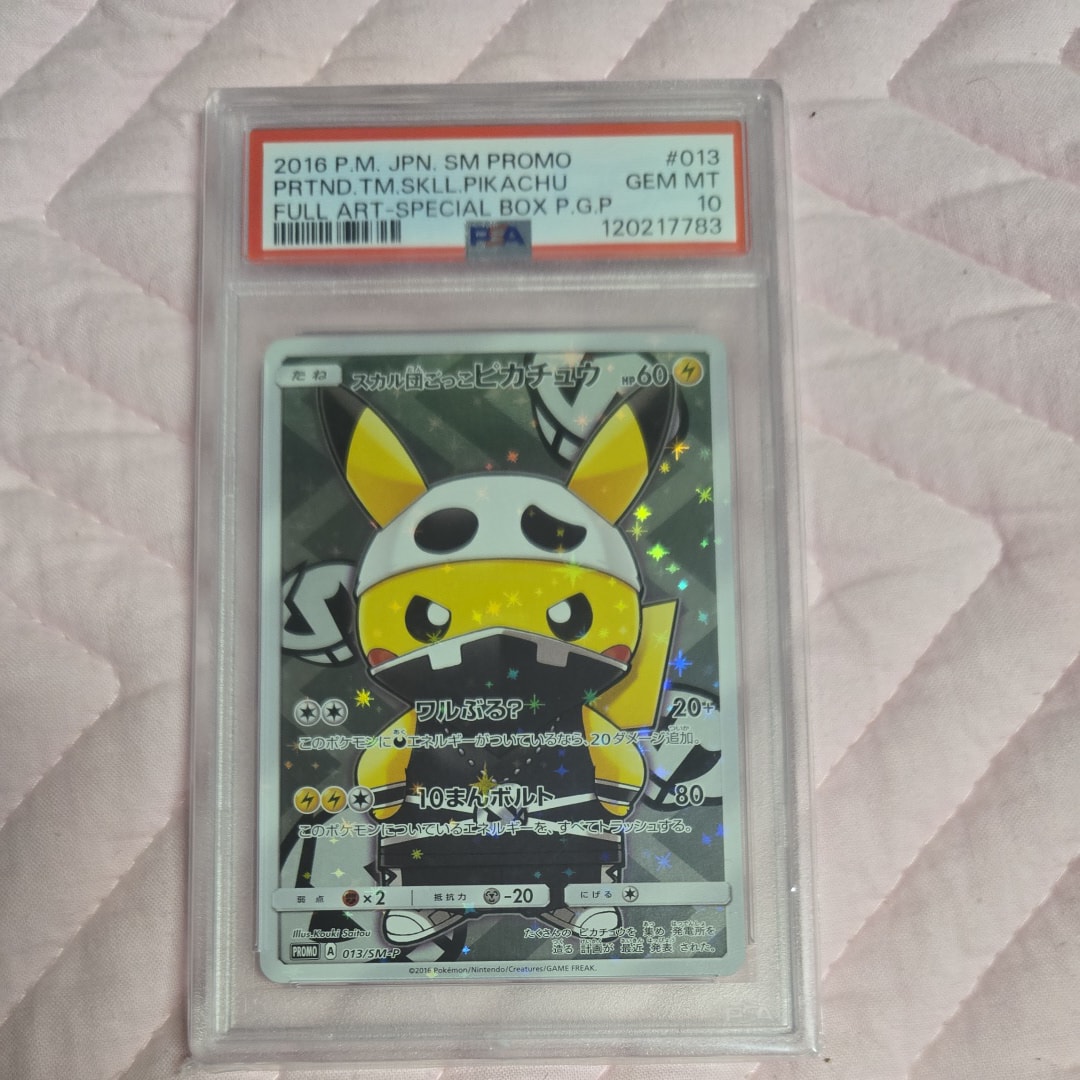 2016 P.M. JPN. SM PROMO #013
PRTND.TM.SKLL.PIKACHU GEM MT
FULL ART-SPECIAL BOX P.G.P 10
PSA 120217783
たね スカル団ごっこピカチュウ HP60
ワルぶる? 20+
このポケモンにエネルギーがついているなら、20ダメージ追加。
10まんボルト 80
このポケモンについているエネルギーを、すべてトラッシュする。
弱点 ×2 抵抗力 -20 にげる
Illus.Kouki Saitou
たくさんの ピカチュウを 集め 発電所を
造る 計画が 最近 発表 された。
PROMO A 013/SM-P
©2016 Pokémon/Nintendo/Creatures/GAME FREAK.